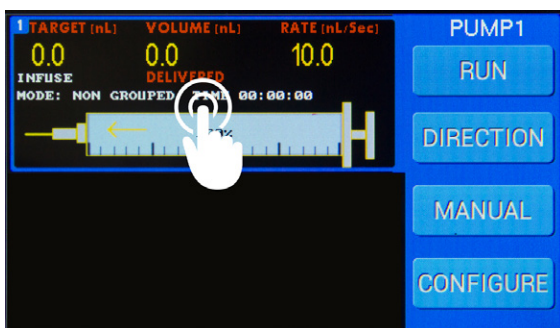 1 TARGET [nL] VOLUME [nL] RATE [nL/Sec]
0.0 0.0 10.0
INFUSE DELIVERED
MODE: NON GROUPED TIME 00:00:00
PUMP1
RUN
DIRECTION
MANUAL
CONFIGURE